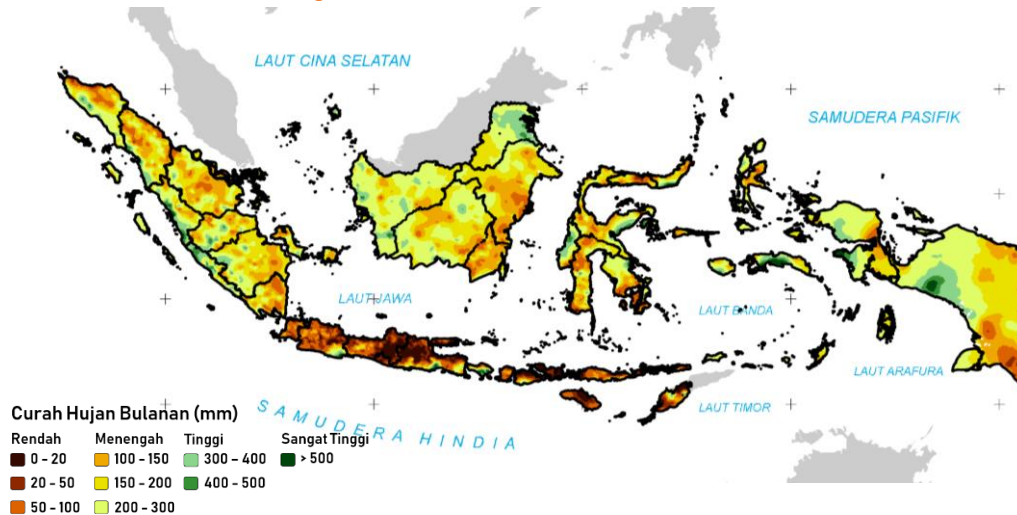 LAUT CINA SELATAN
SAMUDERA PASIFIK
LAUT JAWA
LAUT BANDA
LAUT ARAFURA
LAUT TIMOR
SAMUDERA HINDIA
Curah Hujan Bulanan (mm)
Rendah Menengah Tinggi Sangat Tinggi
0 - 20 100 - 150 300 - 400 > 500
20 - 50 150 - 200 400 - 500
50 - 100 200 - 300